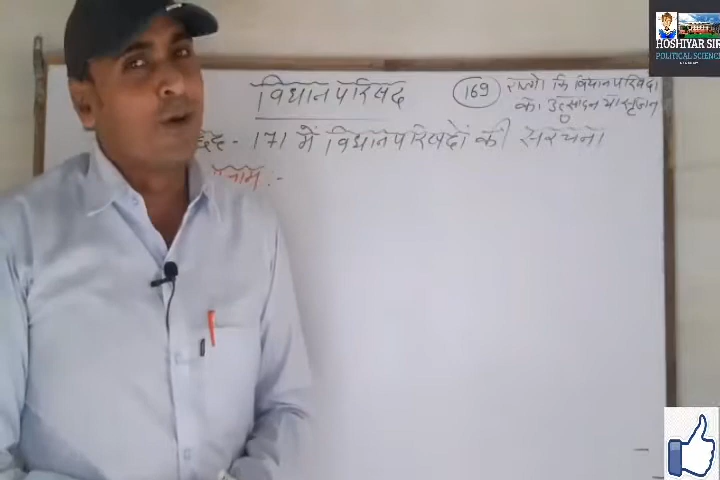 विधानपरिषद
169 राज्यों कि विधानपरिषदों
का उत्सादन या सृजन
- 171 में विधानपरिषदों की संरचना
नाम :-
HOSHIYAR SIR
POLITICAL SCIENCE